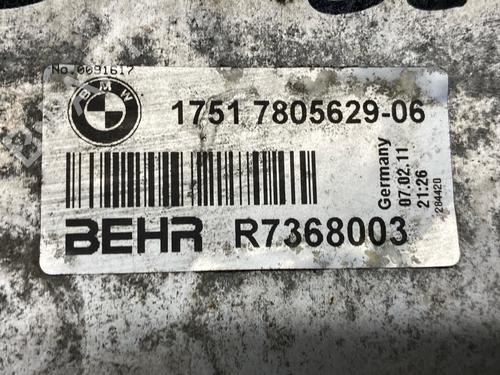 No.0091617
BMW
1751 7805629-06
BEHR R7368003
Germany
07.02.11
21:26
284420